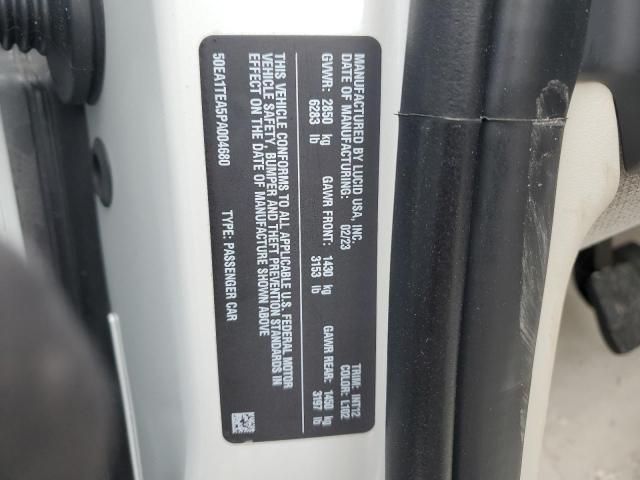 MANUFACTURED BY LUCID USA, INC.
DATE OF MANUFACTURING: 02/23
TRIM: INT12
COLOR: L102
GVWR: 2850 kg GAWR FRONT: 1430 kg GAWR REAR: 1450 kg
6283 lb 3153 lb 3197 lb
THIS VEHICLE CONFORMS TO ALL APPLICABLE U.S. FEDERAL MOTOR
VEHICLE SAFETY, BUMPER AND THEFT PREVENTION STANDARDS IN
EFFECT ON THE DATE OF MANUFACTURE SHOWN ABOVE
50EA1TEA5PA004680 TYPE: PASSENGER CAR